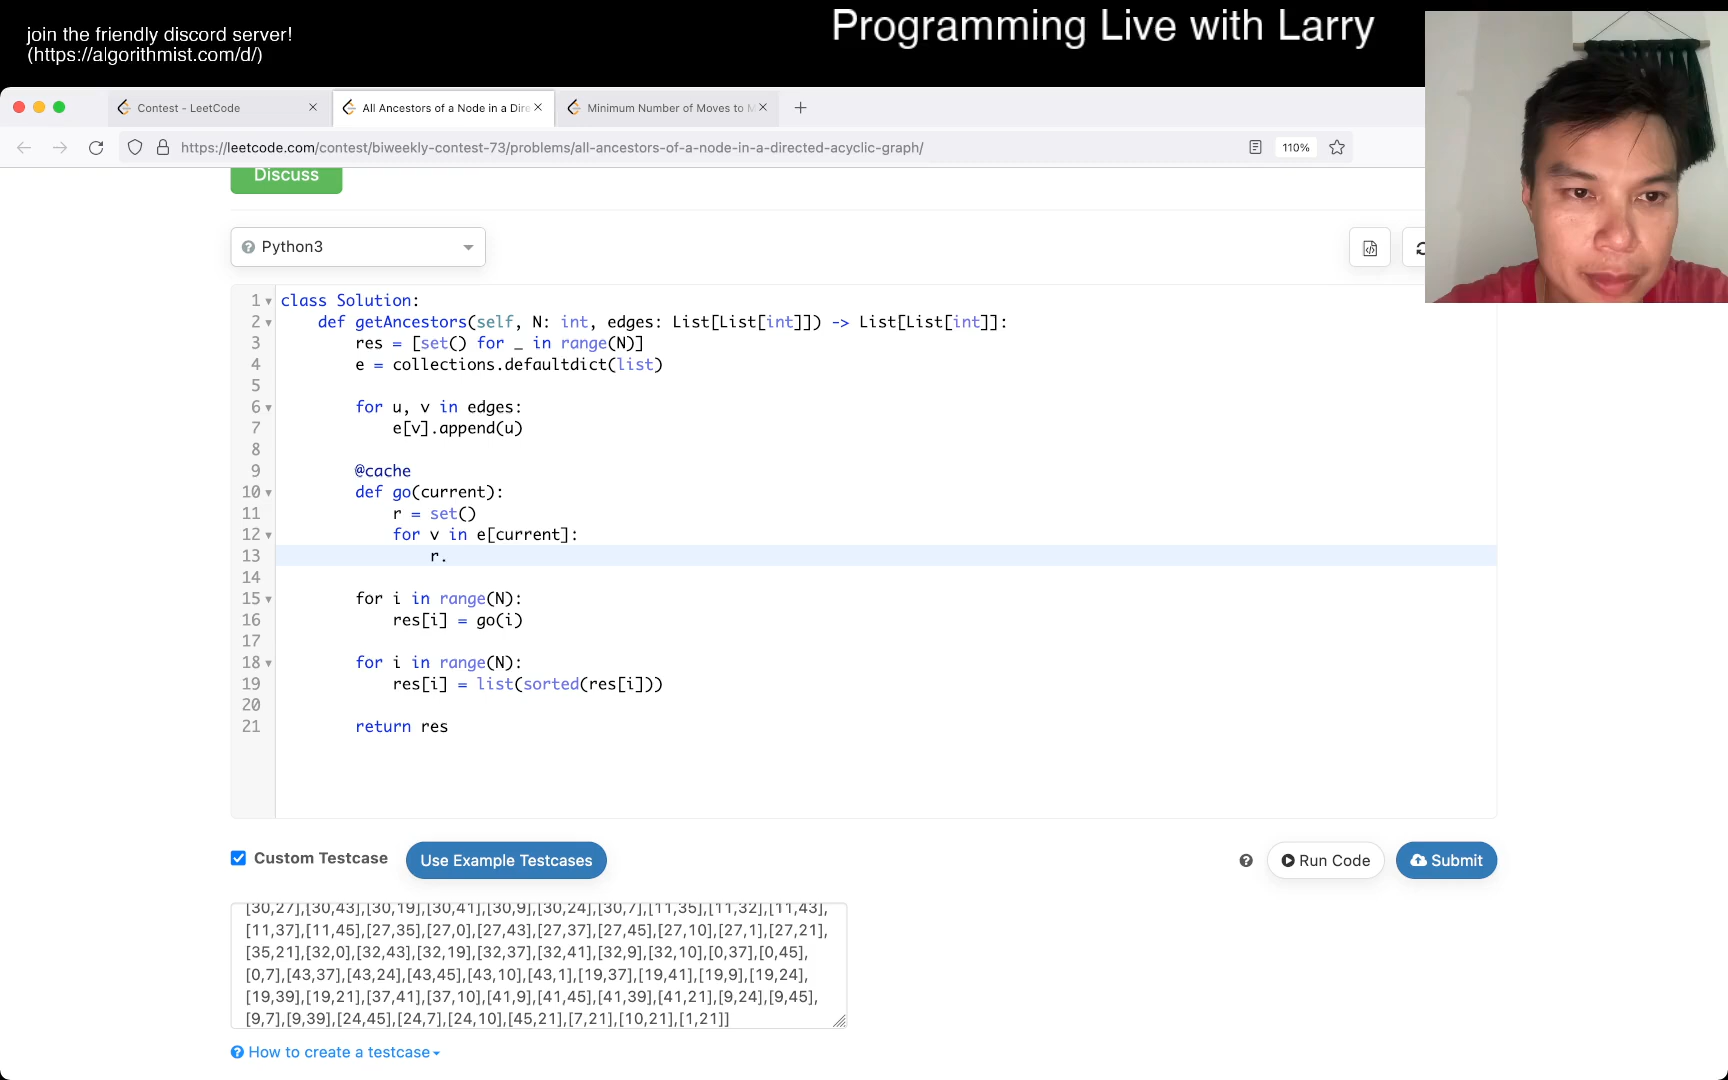 join the friendly discord server!
(https://algorithmist.com/d/)
Programming Live with Larry
Contest - LeetCode
All Ancestors of a Node in a Dire
Minimum Number of Moves to M
https://leetcode.com/contest/biweekly-contest-73/problems/all-ancestors-of-a-node-in-a-directed-acyclic-graph/
110%
Discuss
Python3
1 class Solution:
2 def getAncestors(self, N: int, edges: List[List[int]]) -> List[List[int]]:
3 res = [set() for _ in range(N)]
4 e = collections.defaultdict(list)
5
6 for u, v in edges:
7 e[v].append(u)
8
9 @cache
10 def go(current):
11 r = set()
12 for v in e[current]:
13 r.
14
15 for i in range(N):
16 res[i] = go(i)
17
18 for i in range(N):
19 res[i] = list(sorted(res[i]))
20
21 return res
Custom Testcase
Use Example Testcases
Run Code
Submit
[30,27],[30,43],[30,19],[30,41],[30,9],[30,24],[30,7],[11,35],[11,32],[11,43],
[11,37],[11,45],[27,35],[27,0],[27,43],[27,37],[27,45],[27,10],[27,1],[27,21],
[35,21],[32,0],[32,43],[32,19],[32,37],[32,41],[32,9],[32,10],[0,37],[0,45],
[0,7],[43,37],[43,24],[43,45],[43,10],[43,1],[19,37],[19,41],[19,9],[19,24],
[19,39],[19,21],[37,41],[37,10],[41,9],[41,45],[41,39],[41,21],[9,24],[9,45],
[9,7],[9,39],[24,45],[24,7],[24,10],[45,21],[7,21],[10,21],[1,21]]
How to create a testcase